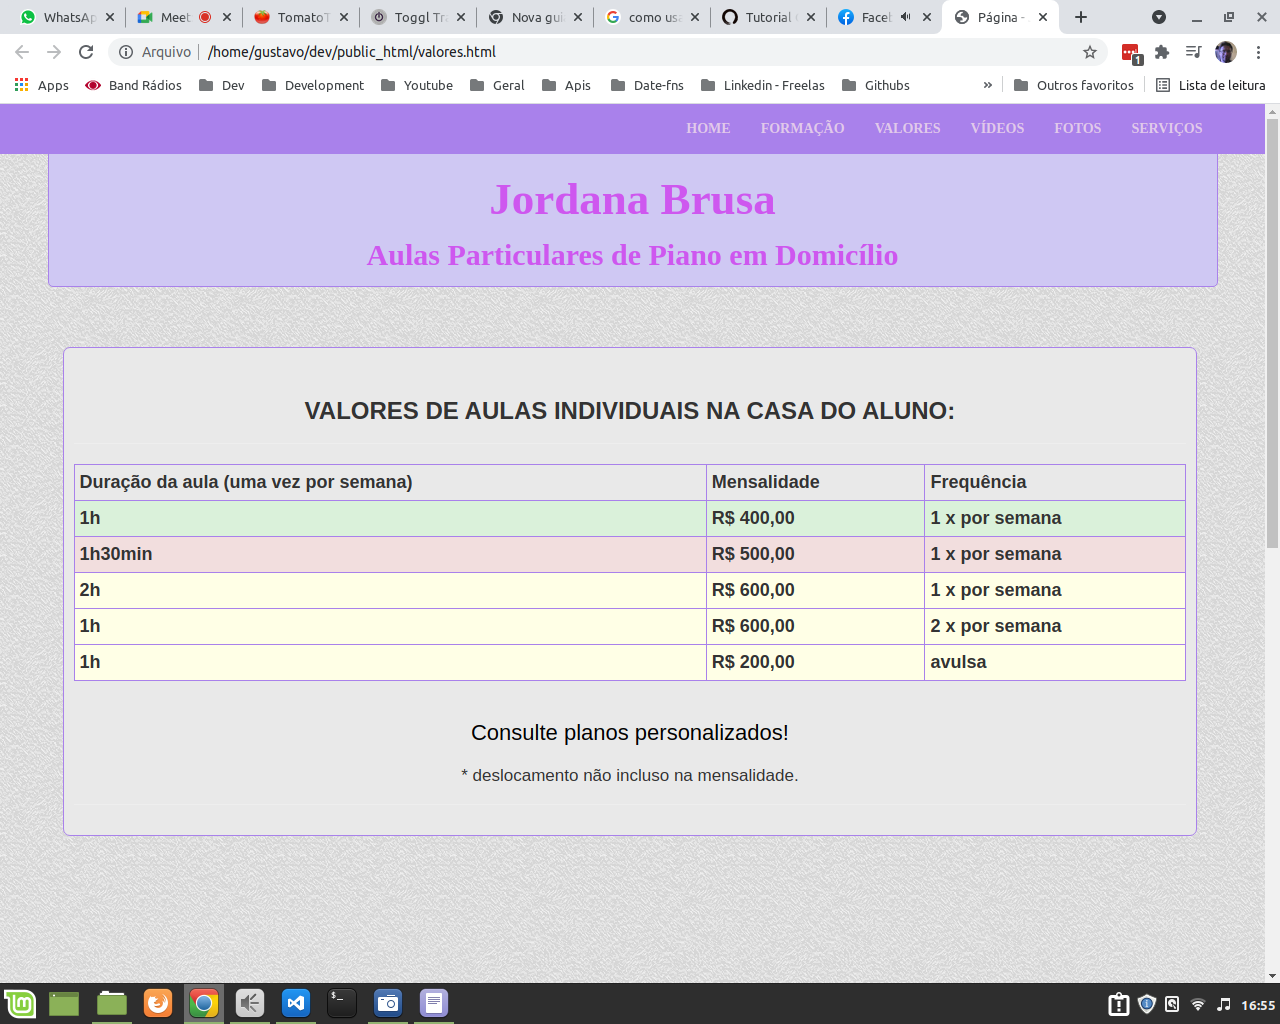 WhatsAp
Meet
TomatoT
Toggl Tra
Nova gui
como usa
Tutorial
Faceb
Página -
Arquivo
/home/gustavo/dev/public_html/valores.html
1
Apps
Band Rádios
Dev
Development
Youtube
Geral
Apis
Date-fns
Linkedin - Freelas
Githubs
»
Outros favoritos
Lista de leitura
HOME
FORMAÇÃO
VALORES
VÍDEOS
FOTOS
SERVIÇOS
Jordana Brusa
Aulas Particulares de Piano em Domicílio
VALORES DE AULAS INDIVIDUAIS NA CASA DO ALUNO:
Duração da aula (uma vez por semana) Mensalidade Frequência
1h R$ 400,00 1 x por semana
1h30min R$ 500,00 1 x por semana
2h R$ 600,00 1 x por semana
1h R$ 600,00 2 x por semana
1h R$ 200,00 avulsa
Consulte planos personalizados!
* deslocamento não incluso na mensalidade.
16:55